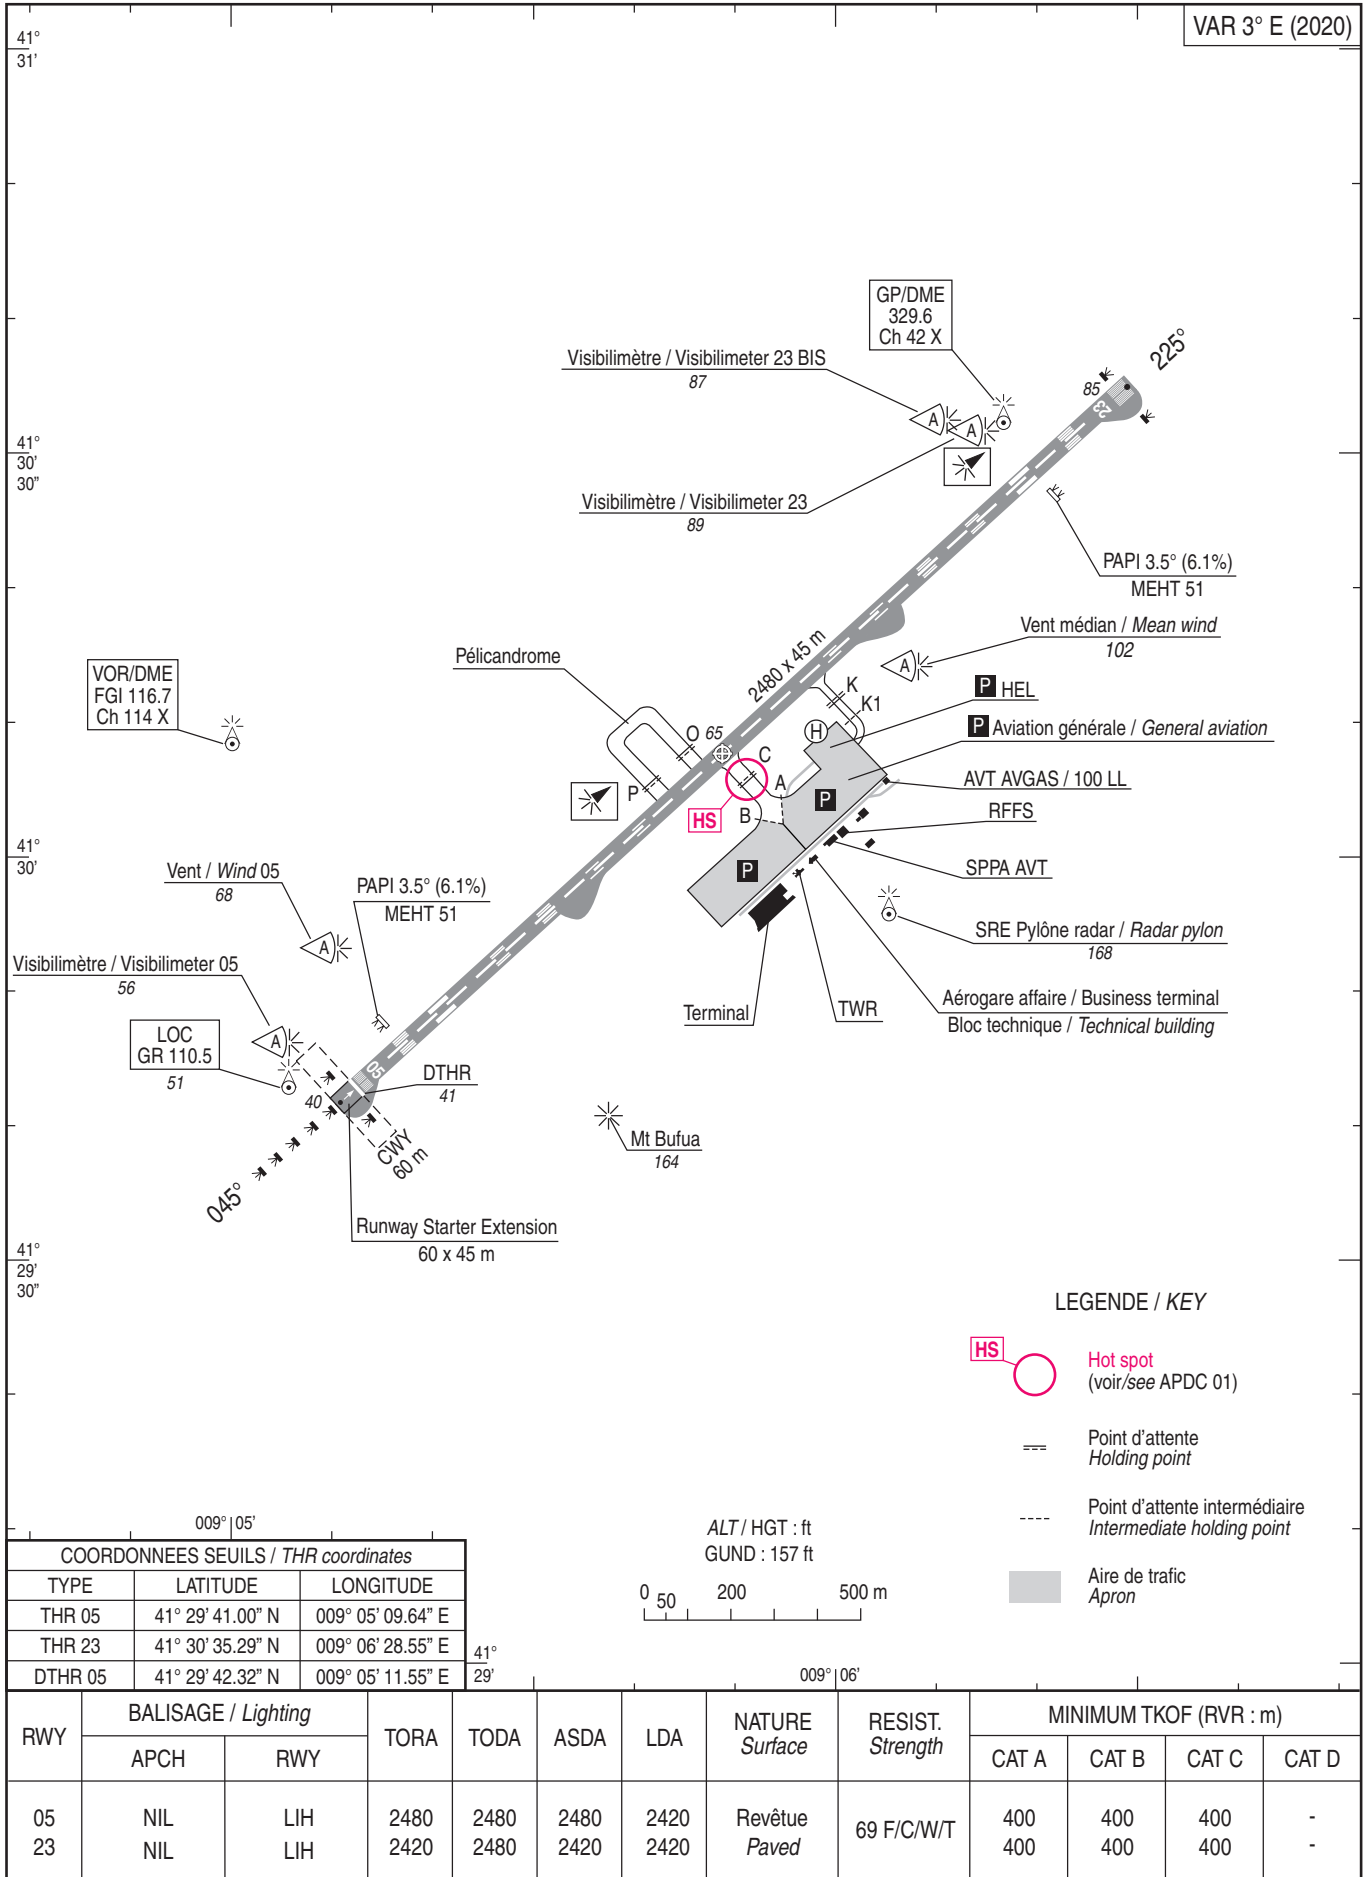 VAR 3° E (2020)
41°
31'
GP/DME
329.6
Ch 42 X
225°
Visibilimètre / Visibilimeter 23 BIS
87
85
23
A
A
41°
30'
30"
Visibilimètre / Visibilimeter 23
89
PAPI 3.5° (6.1%)
MEHT 51
Vent médian / Mean wind
102
A
2480 x 45 m
Pélicandrome
VOR/DME
FGI 116.7
Ch 114 X
P HEL
K
K1
P Aviation générale / General aviation
H
O
65
C
A
P
HS
B
P
AVT AVGAS / 100 LL
RFFS
SPPA AVT
41°
30'
P
Vent / Wind 05
68
PAPI 3.5° (6.1%)
MEHT 51
A
SRE Pylône radar / Radar pylon
168
Visibilimètre / Visibilimeter 05
56
A
Aérogare affaire / Business terminal
Bloc technique / Technical building
Terminal
TWR
LOC
GR 110.5
51
05
DTHR
41
40
CWY
60 m
Mt Bufua
164
045°
Runway Starter Extension
60 x 45 m
41°
29'
30"
LEGENDE / KEY
HS
Hot spot
(voir/see APDC 01)
Point d'attente
Holding point
Point d'attente intermédiaire
Intermediate holding point
Aire de trafic
Apron
009° 05'
ALT / HGT : ft
GUND : 157 ft
0 50 200 500 m
COORDONNEES SEUILS / THR coordinates
TYPE LATITUDE LONGITUDE
THR 05 41° 29' 41.00" N 009° 05' 09.64" E
THR 23 41° 30' 35.29" N 009° 06' 28.55" E
DTHR 05 41° 29' 42.32" N 009° 05' 11.55" E
41°
29'
009° 06'
RWY BALISAGE / Lighting TORA TODA ASDA LDA NATURE Surface RESIST. Strength MINIMUM TKOF (RVR : m)
APCH RWY CAT A CAT B CAT C CAT D
05 NIL LIH 2480 2480 2480 2420 Revêtue 69 F/C/W/T 400 400 400 -
23 NIL LIH 2420 2480 2420 2420 Paved 400 400 400 -